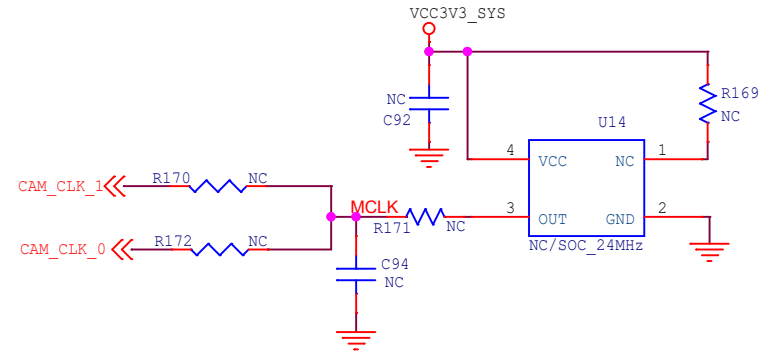 VCC3V3_SYS
NC
C92
R169
NC
U14
4
VCC
NC
1
3
OUT
GND
2
NC/SOC_24MHz
CAM_CLK_1
R170
NC
MCLK
R171
NC
CAM_CLK_0
R172
NC
C94
NC